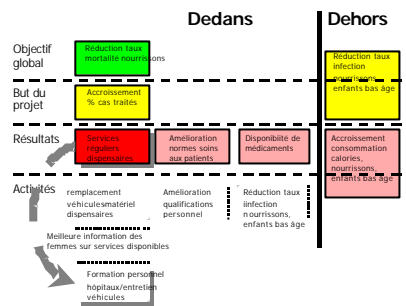 Dedans
Dehors
Objectif
global
Réduction taux
mortalité nourrissons
Réduction taux
infection
nourrissons
enfants bas âge
But du
projet
Accroissement
% cas traités
Résultats
Services
réguliers
dispensaires
Amélioration
normes soins
aux patients
Disponibiité de
médicaments
Accroissement
consommation
calories,
nourrissons,
enfants bas âge
Activités
remplacement
véhiculesmatériel
dispensaires
Amélioration
qualifications
personnel
Réduction taux
iinfection
nourrissons,
enfants bas âge
Meilleure information des
femmes sur services disponibles
Formation personnel
hôpitaux/entretien
véhicules